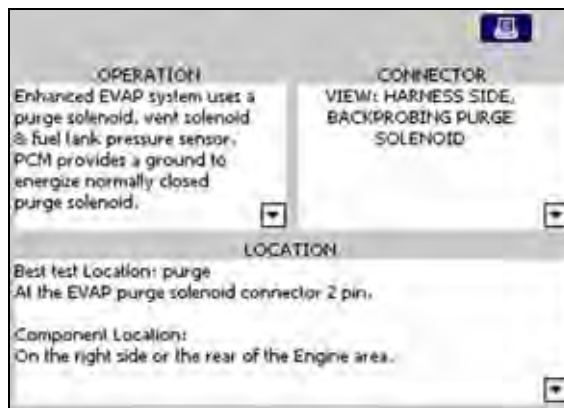 OPERATION
Enhanced EVAP system uses a
purge solenoid, vent solenoid
& fuel tank pressure sensor.
PCM provides a ground to
energize normally closed
purge solenoid.
CONNECTOR
VIEW: HARNESS SIDE,
BACKPROBING PURGE
SOLENOID
LOCATION
Best test Location: purge
At the EVAP purge solenoid connector 2 pin.
Component Location:
On the right side or the rear of the Engine area.